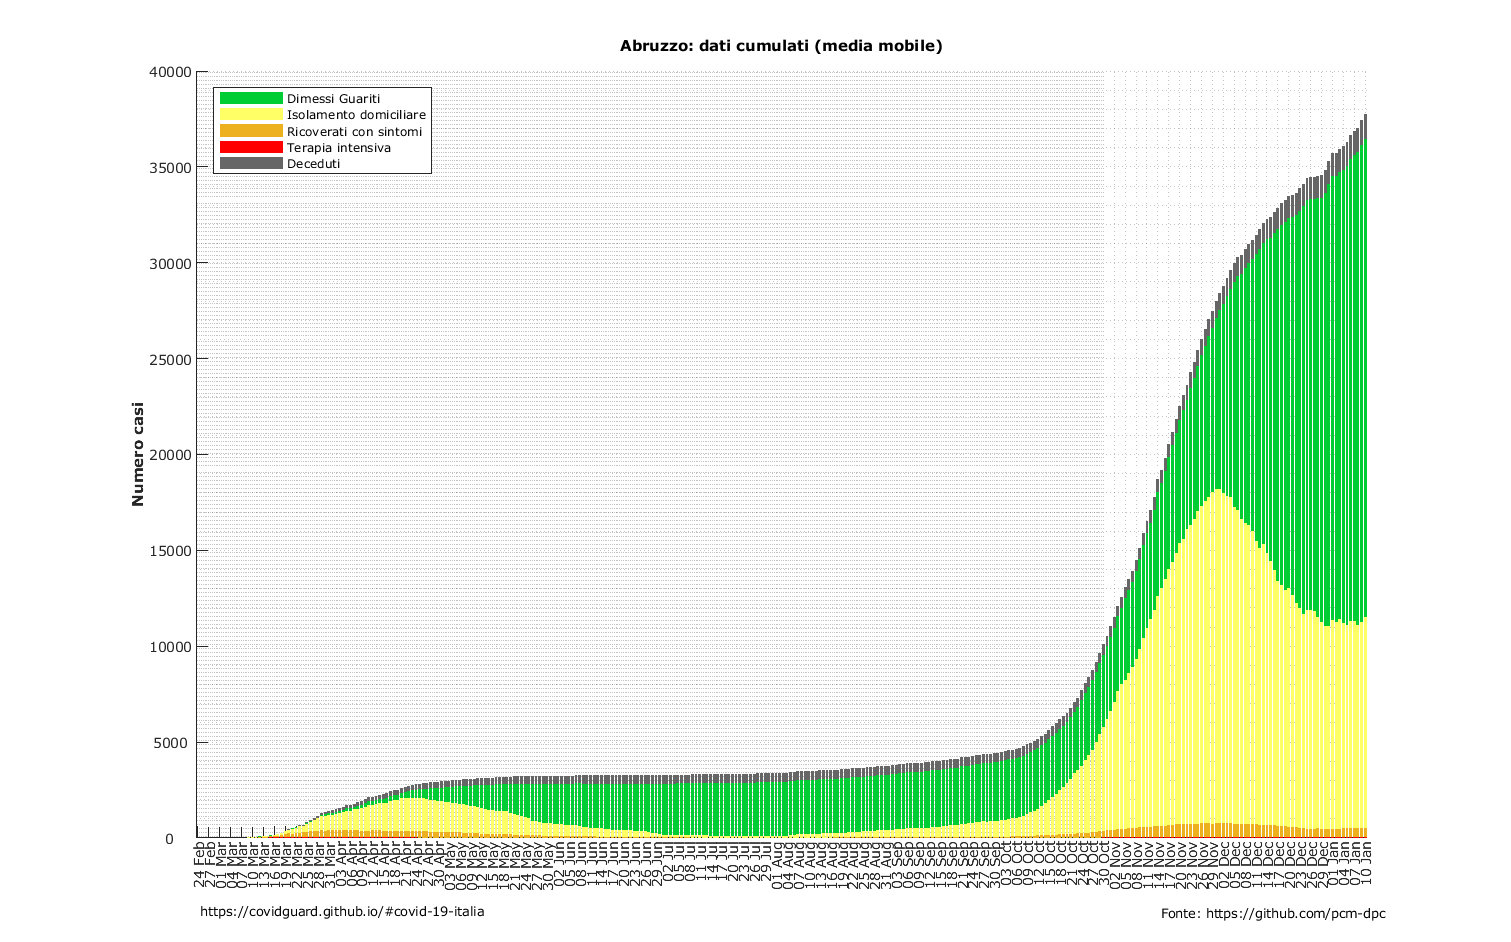 Abruzzo: dati cumulati (media mobile)
Numero casi
40000
35000
30000
25000
20000
15000
10000
5000
0
Dimessi Guariti
Isolamento domiciliare
Ricoverati con sintomi
Terapia intensiva
Deceduti
24 Feb
27 Feb
01 Mar
04 Mar
07 Mar
10 Mar
13 Mar
16 Mar
19 Mar
22 Mar
25 Mar
28 Mar
31 Mar
03 Apr
06 Apr
09 Apr
12 Apr
15 Apr
18 Apr
21 Apr
24 Apr
27 Apr
30 Apr
03 May
06 May
09 May
12 May
15 May
18 May
21 May
24 May
27 May
30 May
02 Jun
05 Jun
08 Jun
11 Jun
14 Jun
17 Jun
20 Jun
23 Jun
26 Jun
29 Jun
02 Jul
05 Jul
08 Jul
11 Jul
14 Jul
17 Jul
20 Jul
23 Jul
26 Jul
29 Jul
01 Aug
04 Aug
07 Aug
10 Aug
13 Aug
16 Aug
19 Aug
22 Aug
25 Aug
28 Aug
31 Aug
03 Sep
06 Sep
09 Sep
12 Sep
15 Sep
18 Sep
21 Sep
24 Sep
27 Sep
30 Sep
03 Oct
06 Oct
09 Oct
12 Oct
15 Oct
18 Oct
21 Oct
24 Oct
27 Oct
30 Oct
02 Nov
05 Nov
08 Nov
11 Nov
14 Nov
17 Nov
20 Nov
23 Nov
26 Nov
29 Nov
02 Dec
05 Dec
08 Dec
11 Dec
14 Dec
17 Dec
20 Dec
23 Dec
26 Dec
29 Dec
01 Jan
04 Jan
07 Jan
10 Jan
https://covidguard.github.io/#covid-19-italia
Fonte: https://github.com/pcm-dpc